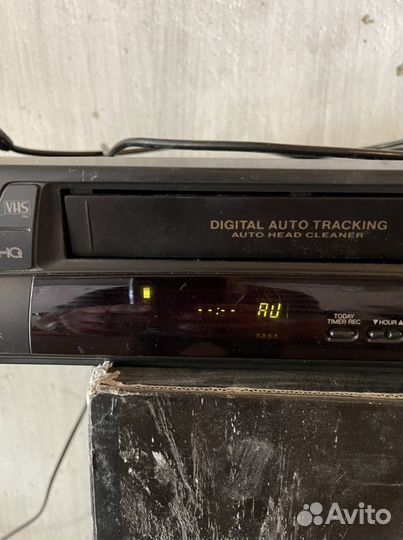 VHS
DIGITAL AUTO TRACKING
AUTO HEAD CLEANER
HQ
--:-- AU
TODAY
TIMER REC
▼HOUR▲
Avito